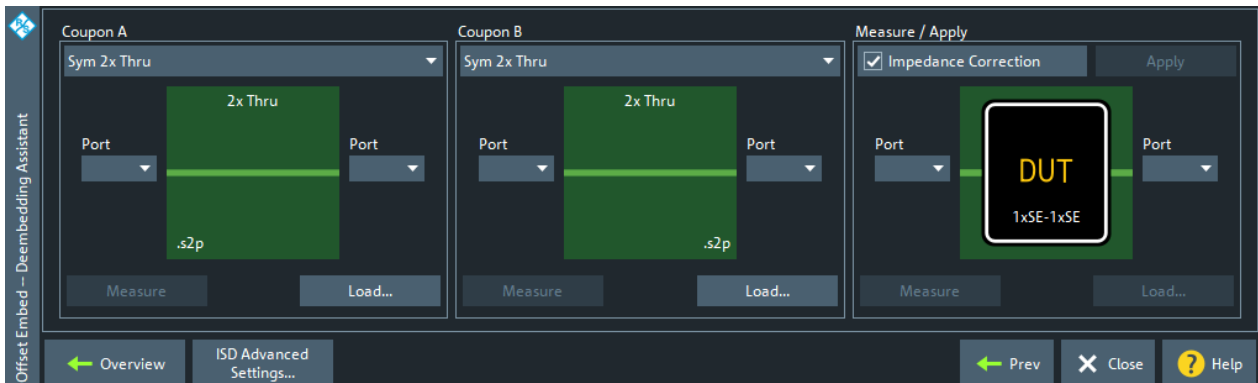 Offset Embed -- Deembedding Assistant
Coupon A
Sym 2x Thru
2x Thru
Port
Port
.s2p
Measure
Load...
Coupon B
Sym 2x Thru
2x Thru
Port
Port
.s2p
Measure
Load...
Measure / Apply
Impedance Correction
Apply
Port
Port
DUT
1xSE-1xSE
Measure
Load...
Overview
ISD Advanced
Settings...
Prev
Close
? Help